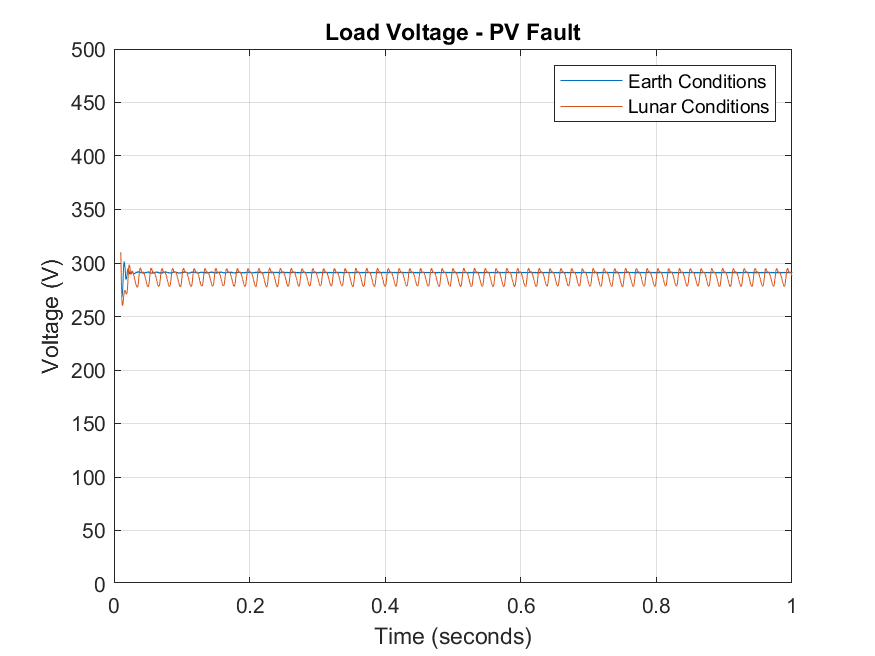 Load Voltage - PV Fault
500
450
400
350
300
250
200
150
100
50
0
Voltage (V)
Earth Conditions
Lunar Conditions
0 0.2 0.4 0.6 0.8 1
Time (seconds)